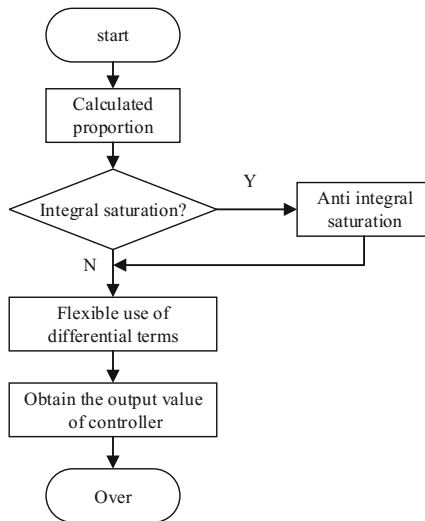 start
Calculated
proportion
Integral saturation?
Y
Anti integral
saturation
N
Flexible use of
differential terms
Obtain the output value
of controller
Over